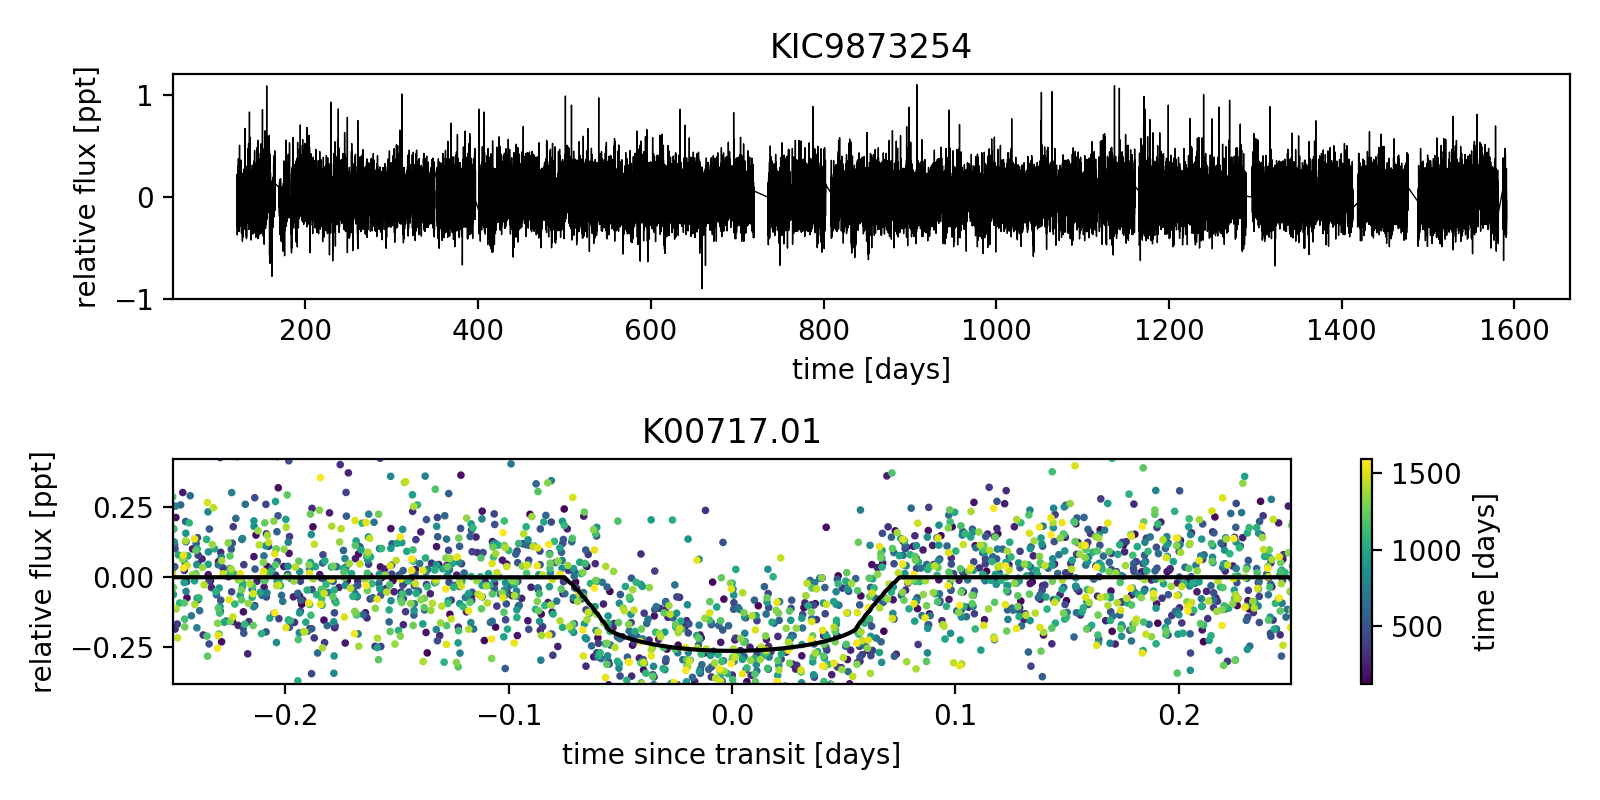 KIC9873254
relative flux [ppt]
1
0
−1
200 400 600 800 1000 1200 1400 1600
time [days]
K00717.01
relative flux [ppt]
0.25
0.00
−0.25
−0.2 −0.1 0.0 0.1 0.2
time since transit [days]
1500
1000
500
time [days]